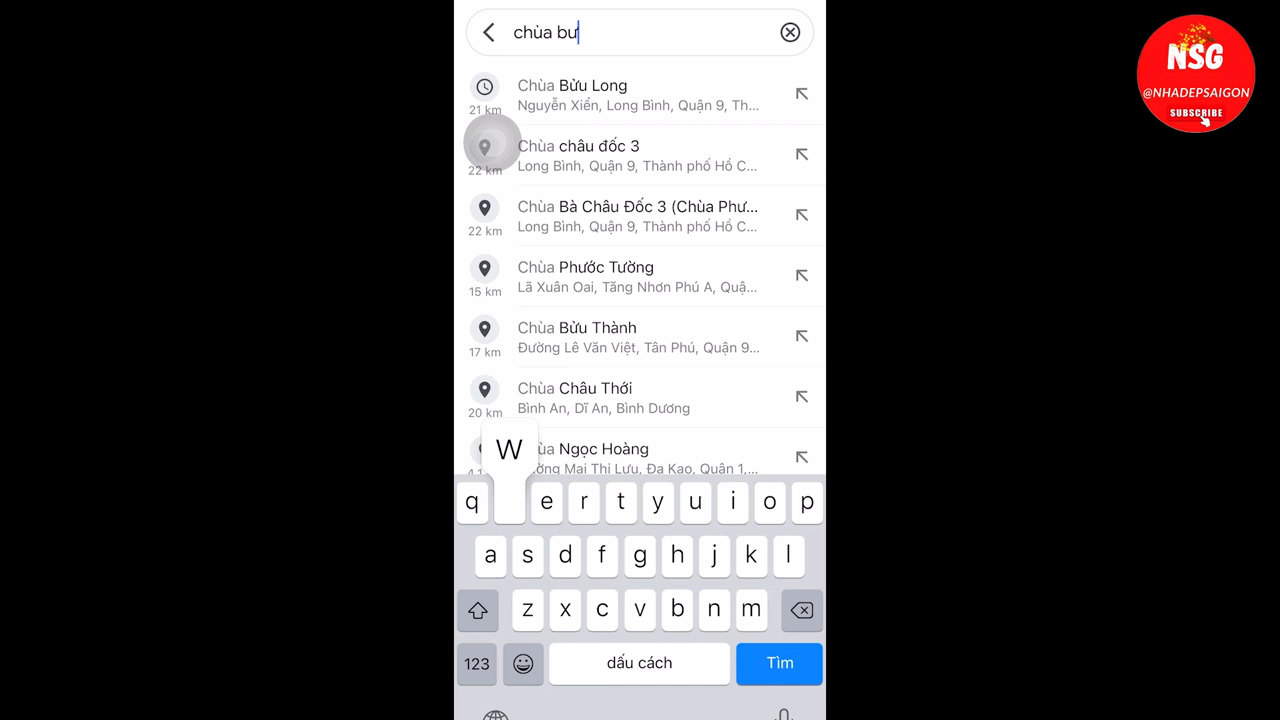 chùa bư
Chùa Bửu Long
Nguyễn Xiển, Long Bình, Quận 9, Th...
21 km
Chùa châu đốc 3
Long Bình, Quận 9, Thành phố Hồ C...
22 km
Chùa Bà Châu Đốc 3 (Chùa Phư...
Long Bình, Quận 9, Thành phố Hồ C...
22 km
Chùa Phước Tường
Lã Xuân Oai, Tăng Nhơn Phú A, Quậ...
15 km
Chùa Bửu Thành
Đường Lê Văn Việt, Tân Phú, Quận 9...
17 km
Chùa Châu Thới
Bình An, Dĩ An, Bình Dương
20 km
Ngọc Hoàng
Mai Thị Lựu, Đa Kao, Quận 1,...
W
q e r t y u i o p
a s d f g h j k l
z x c v b n m
123 dấu cách Tìm
NSG
@NHADEPSAIGON
SUBSCRIBE